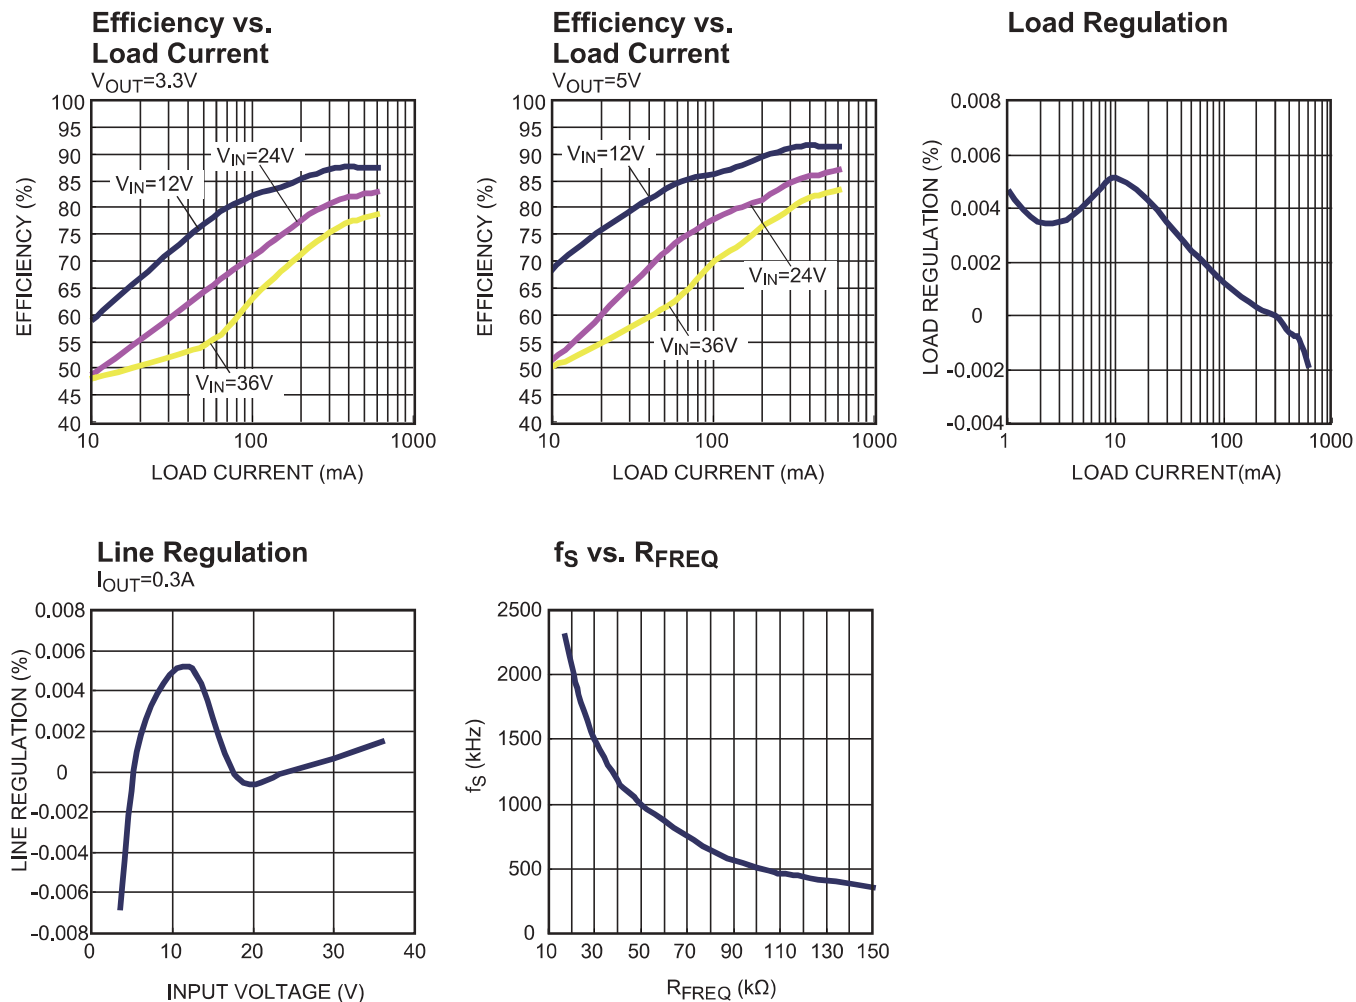 Efficiency vs.
Load Current
VOUT=3.3V
100
95
90
85
80
75
70
65
60
55
50
45
40
EFFICIENCY (%)
VIN=24V
VIN=12V
VIN=36V
10
100
1000
LOAD CURRENT (mA)
Efficiency vs.
Load Current
VOUT=5V
100
95
90
85
80
75
70
65
60
55
50
45
40
EFFICIENCY (%)
VIN=12V
VIN=24V
VIN=36V
10
100
1000
LOAD CURRENT (mA)
Load Regulation
0.008
0.006
0.004
0.002
0
-0.002
-0.004
LOAD REGULATION (%)
1
10
100
1000
LOAD CURRENT(mA)
Line Regulation
IOUT=0.3A
0.008
0.006
0.004
0.002
0
-0.002
-0.004
-0.006
-0.008
LINE REGULATION (%)
0
10
20
30
40
INPUT VOLTAGE (V)
fS vs. RFREQ
2500
2000
1500
1000
500
0
fS (kHz)
10
30
50
70
90
110
130
150
RFREQ (kΩ)